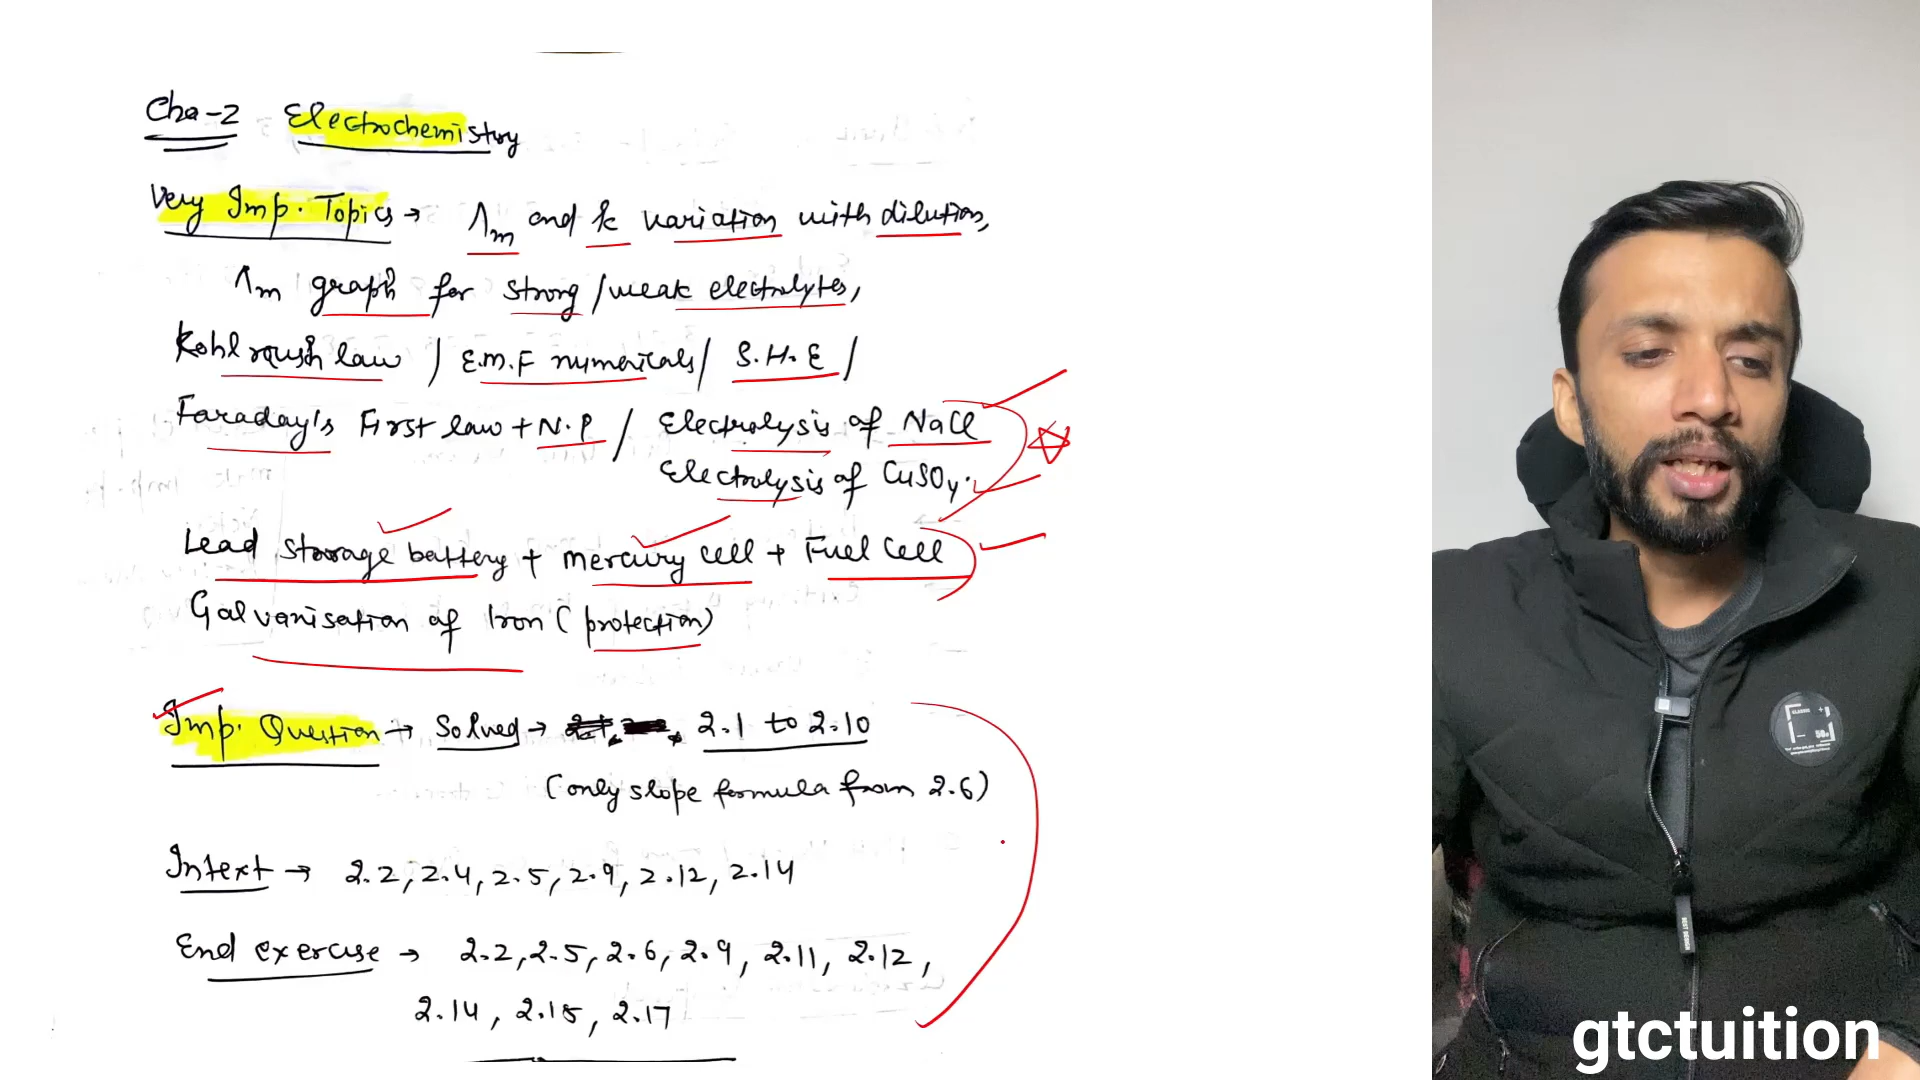 Cha-2 Electrochemistry
Very Imp. Topics → Λm and k variation with dilution,
Λm graph for strong/weak electrolytes,
Kohlroush law / E.M.F numericals / S.H.E /
Faraday's First law + N.P / Electrolysis of NaCl
Electrolysis of CuSO4.
Lead Storage battery + mercury cell + Fuel Cell
Galvanisation of Iron (protection)
Imp. Question → Solved → 2.1 to 2.10
(only slope formula from 2.6)
Intext → 2.2, 2.4, 2.5, 2.9, 2.12, 2.14
End exercise → 2.2, 2.5, 2.6, 2.9, 2.11, 2.12,
2.14, 2.15, 2.17
gtctuition